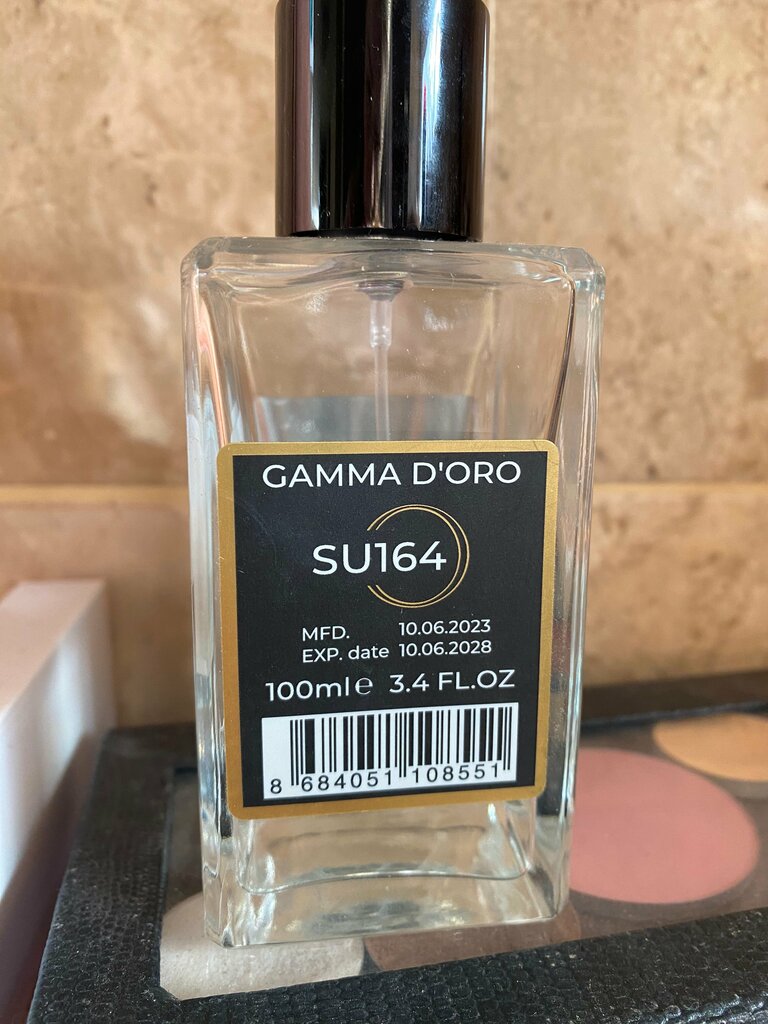 GAMMA D'ORO
SU164
MFD. 10.06.2023
EXP. date 10.06.2028
100ml℮ 3.4 FL.OZ
8 684051 108551